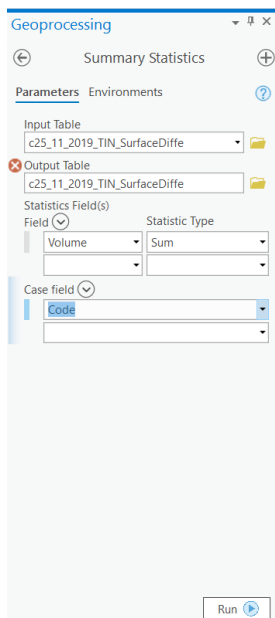 Geoprocessing
Summary Statistics
Parameters Environments
Input Table
c25_11_2019_TIN_SurfaceDiffe
Output Table
c25_11_2019_TIN_SurfaceDiffe
Statistics Field(s)
Field Statistic Type
Volume Sum
Case field
Code
Run